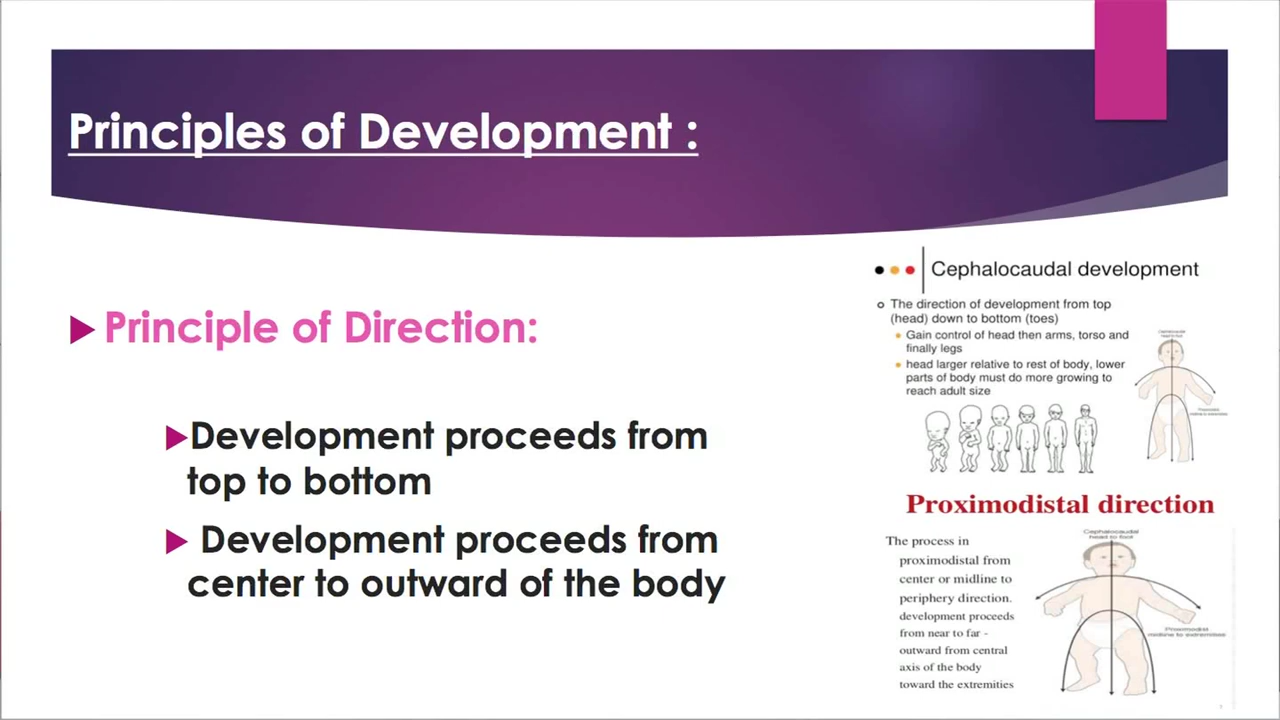 Principles of Development :
Principle of Direction:
Development proceeds from
top to bottom
Development proceeds from
center to outward of the body
Cephalocaudal development
The direction of development from top
(head) down to bottom (toes)
Gain control of head then arms, torso and
finally legs
head larger relative to rest of body, lower
parts of body must do more growing to
reach adult size
Cephalocaudal
head to foot
Proximodistal direction
The process in
proximodistal from
center or midline to
periphery direction.
development proceeds
from near to far -
outward from central
axis of the body
toward the extremities
Cephalocaudal
head to foot
Proximodistal
midline to extremities